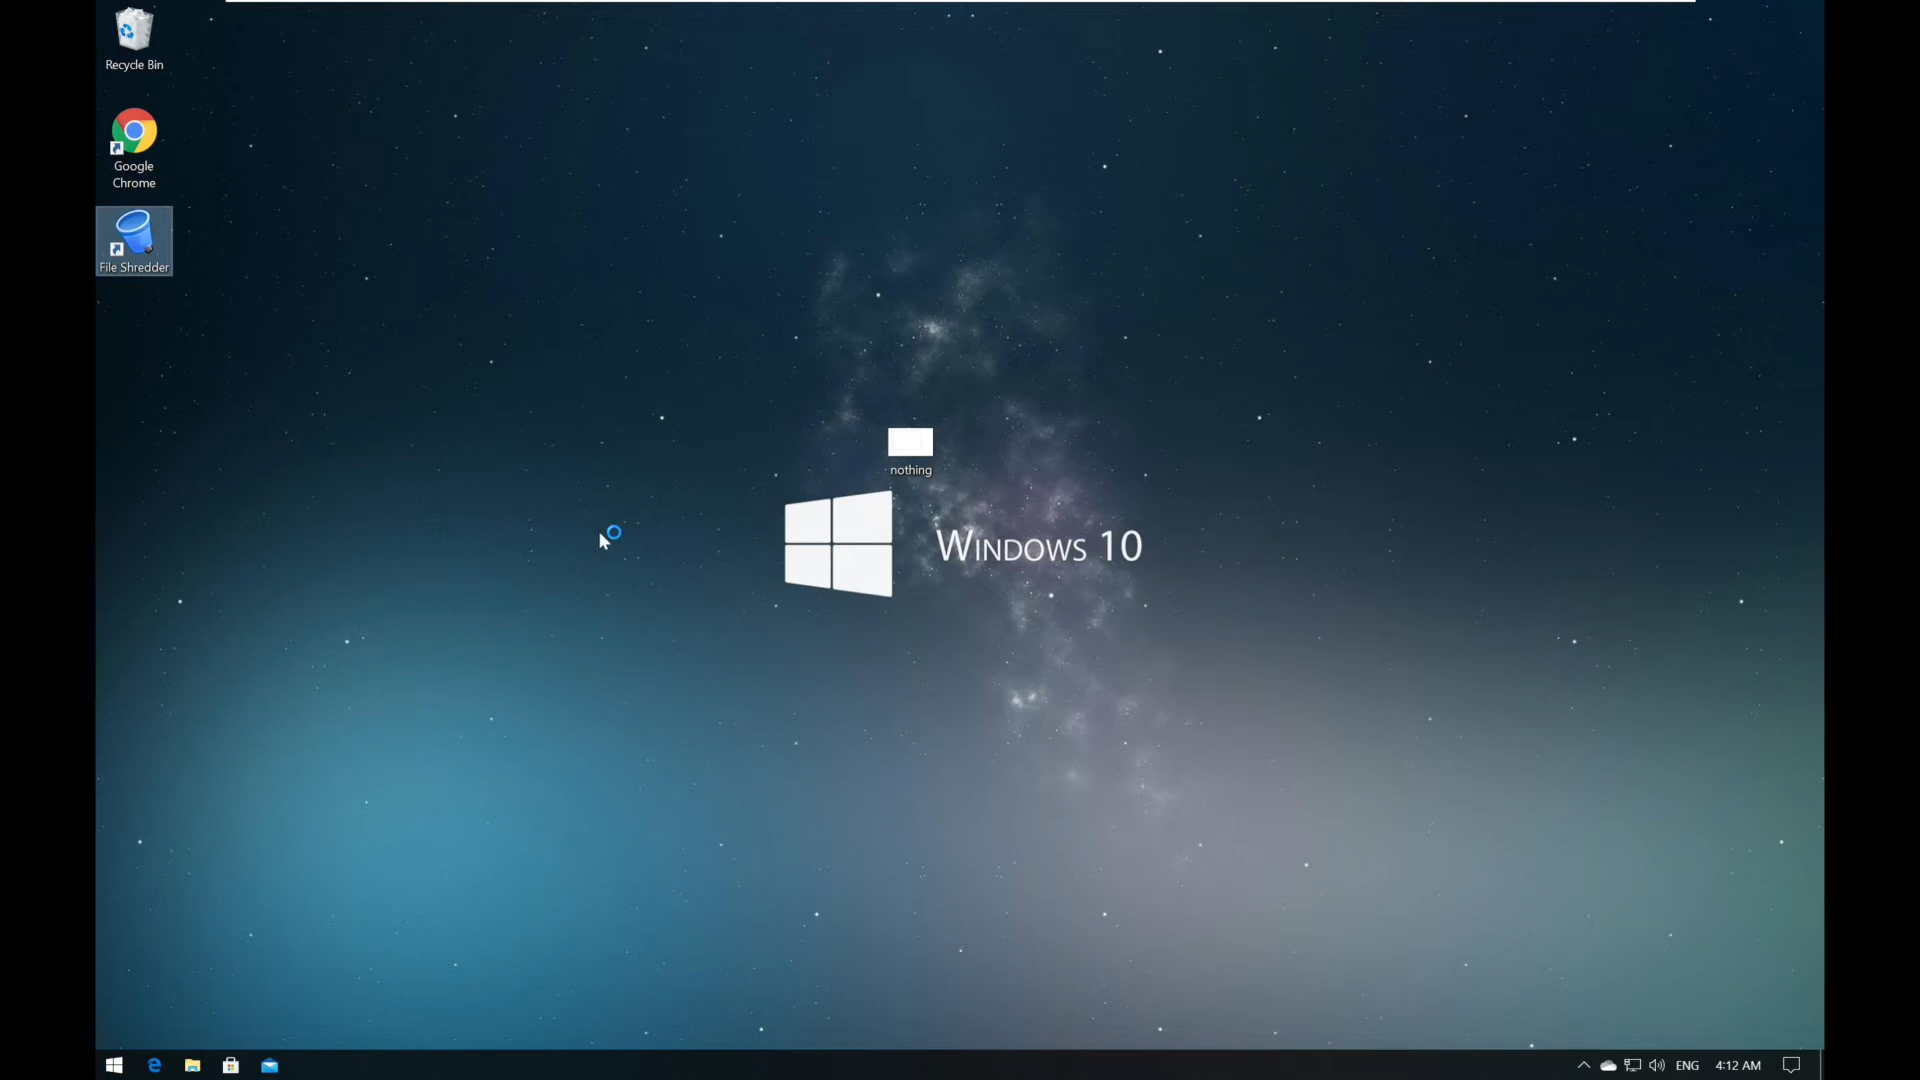 Recycle Bin
Google
Chrome
File Shredder
nothing
Windows 10
ENG
4:12 AM